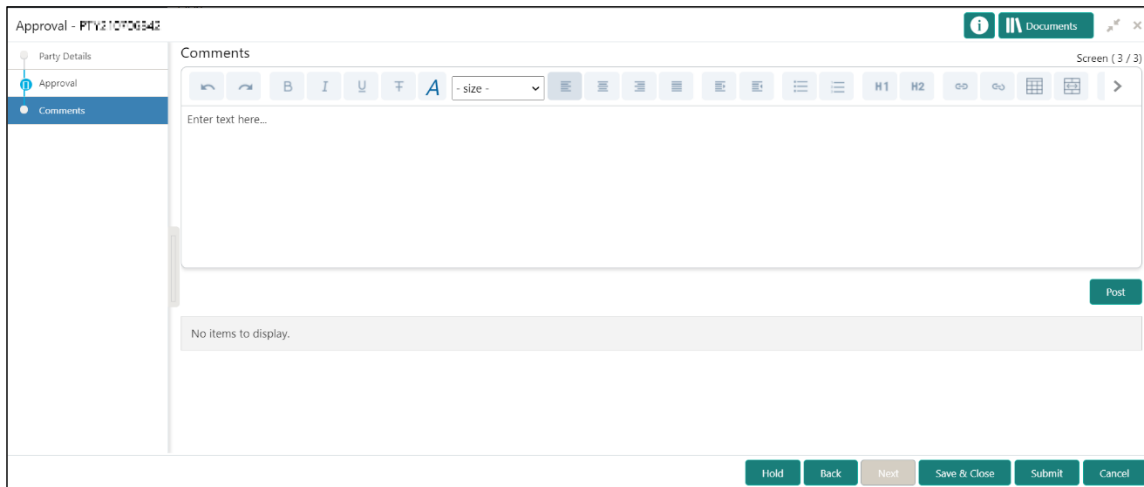 Approval -
Documents
Party Details
Approval
Comments
Comments
Screen ( 3 / 3)
B I U T A - size - H1 H2
Enter text here...
Post
No items to display.
Hold Back Next Save & Close Submit Cancel